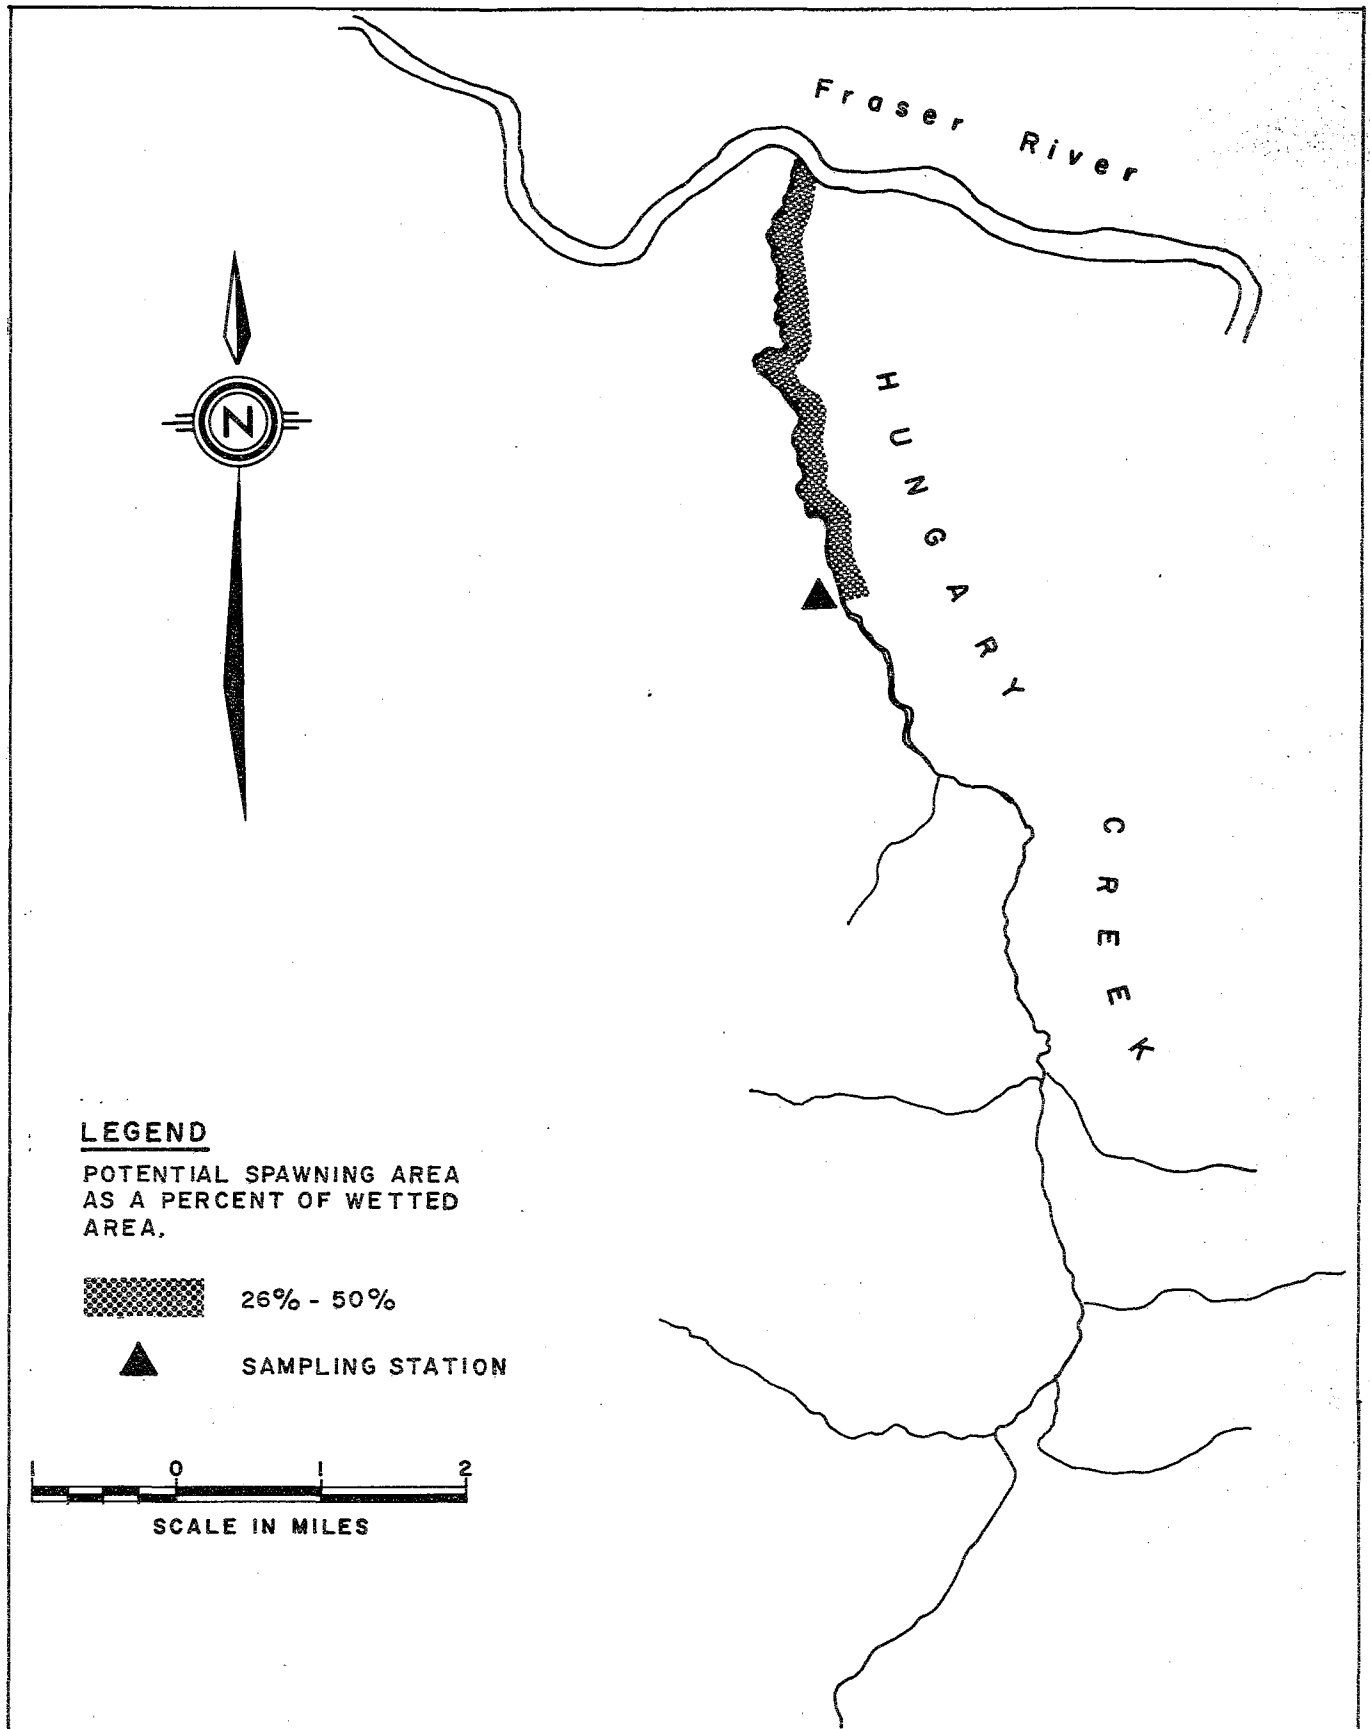 Fraser River
N
HUNGARY CREEK
LEGEND
POTENTIAL SPAWNING AREA
AS A PERCENT OF WETTED
AREA.
26% - 50%
SAMPLING STATION
1 0 1 2
SCALE IN MILES